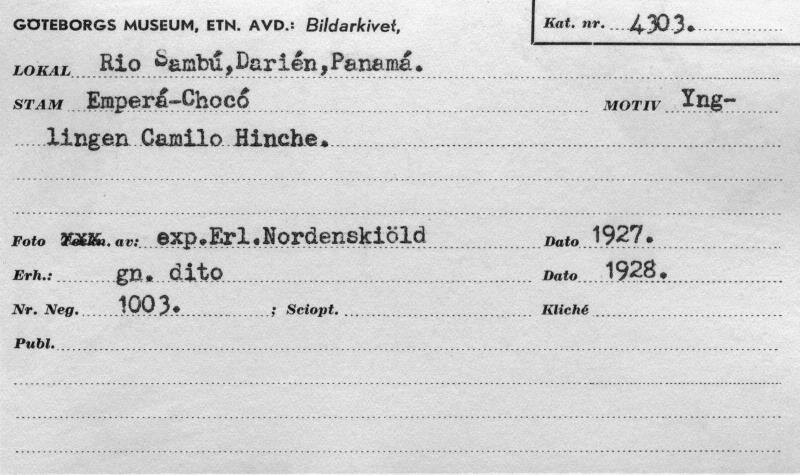 GÖTEBORGS MUSEUM, ETN. AVD.: Bildarkivet, Kat. nr. 4303.
LOKAL Rio Sambú,Darién,Panamá.
STAM Emperá-Chocó MOTIV Yng-
lingen Camilo Hinche.
Foto av: exp.Erl.Nordenskiöld Dato 1927.
Erh.: gn. dito Dato 1928.
Nr. Neg. 1003. ; Sciopt. Kliché
Publ.